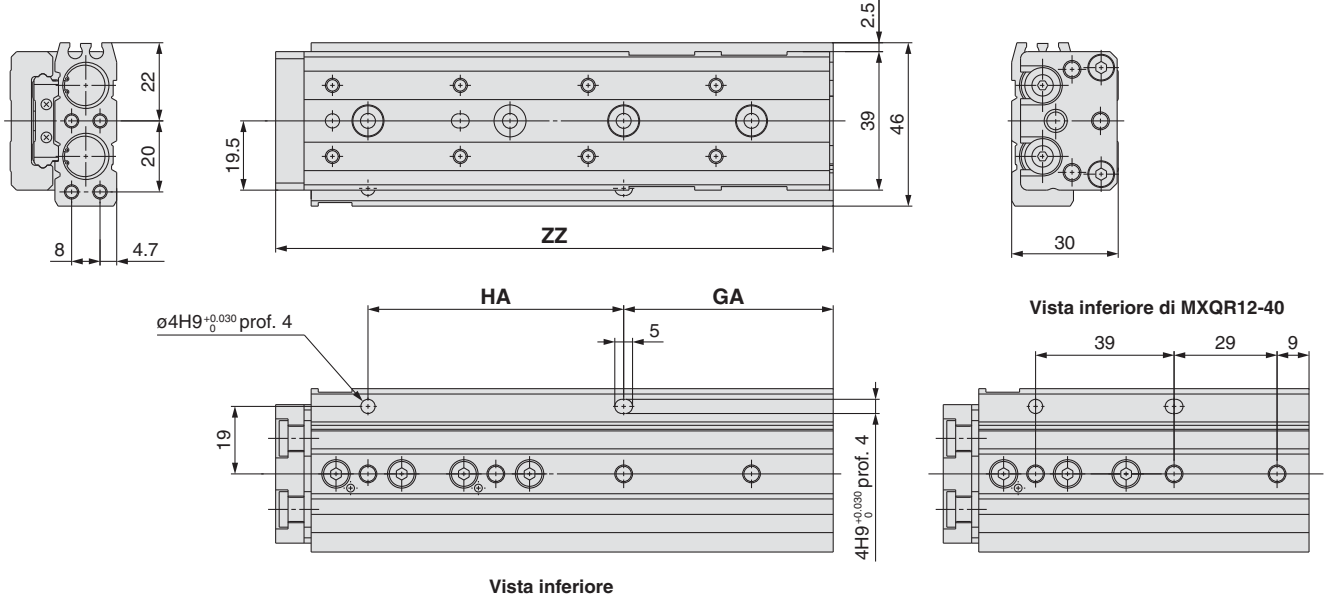 2.5
22
20
19.5
39
46
8
4.7
ZZ
30
HA
GA
Vista inferiore di MXQR12-40
ø4H9 +0.030 0 prof. 4
5
39
29
9
19
4H9 +0.030 0 prof. 4
Vista inferiore